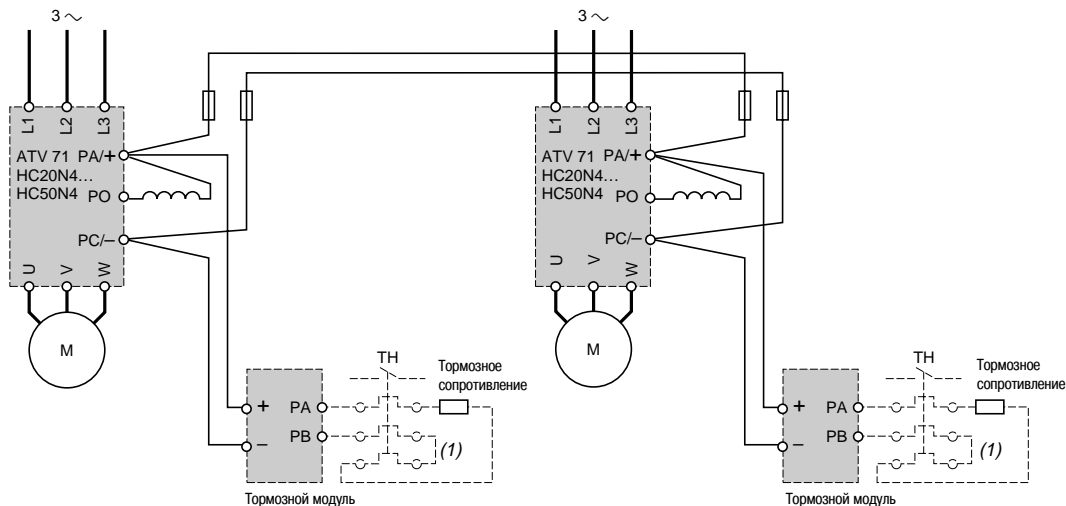 3 ~
3 ~
L1
L2
L3
ATV 71 PA/+
HC20N4…
HC50N4
PO
PC/–
U
V
W
M
L1
L2
L3
ATV 71 PA/+
HC20N4…
HC50N4
PO
PC/–
U
V
W
M
TH
Тормозное
сопротивление
+
PA
PB
–
(1)
Тормозной модуль
TH
Тормозное
сопротивление
+
PA
PB
–
(1)
Тормозной модуль